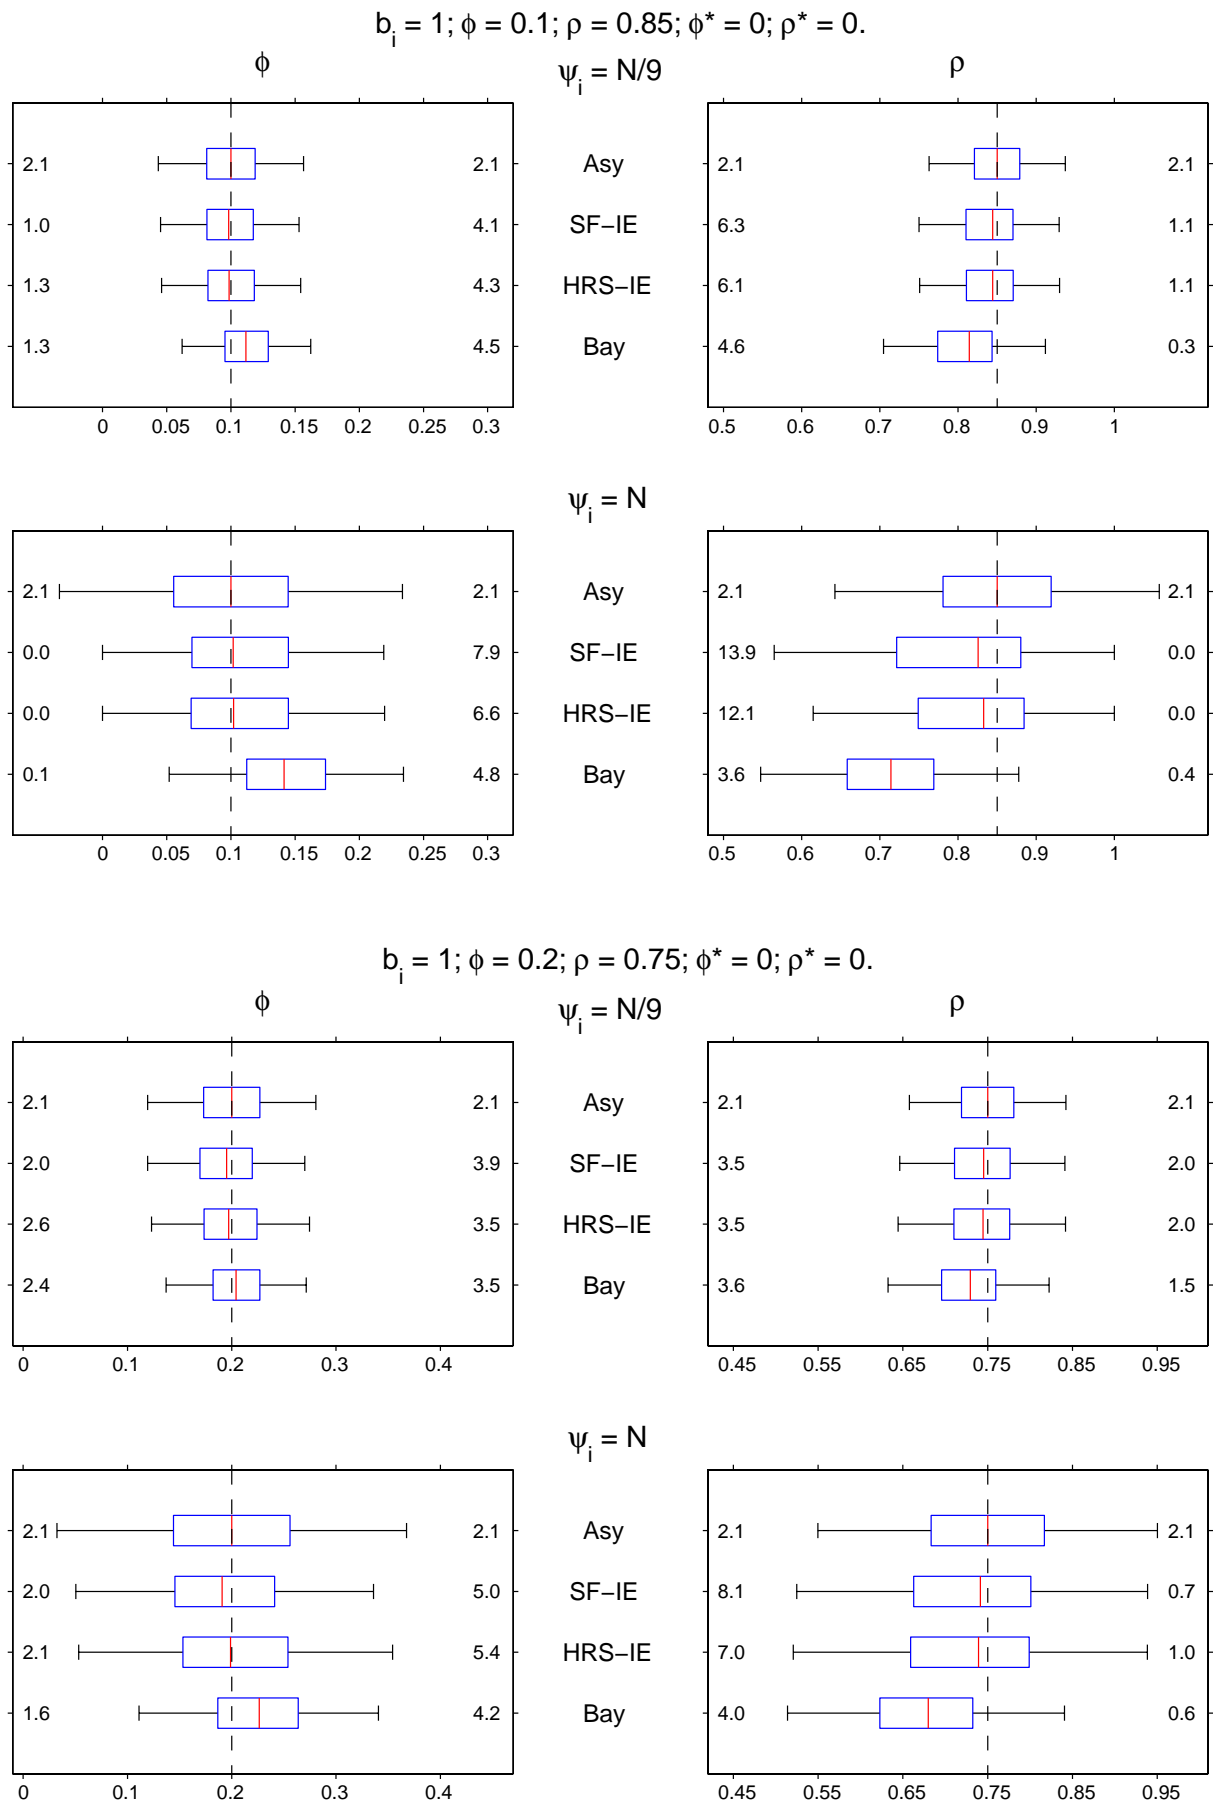 b_i = 1; ϕ = 0.1; ρ = 0.85; ϕ* = 0; ρ* = 0.
ϕ ψ_i = N/9 ρ
2.1 2.1 Asy 2.1 2.1
1.0 4.1 SF−IE 6.3 1.1
1.3 4.3 HRS−IE 6.1 1.1
1.3 4.5 Bay 4.6 0.3
0 0.05 0.1 0.15 0.2 0.25 0.3 0.5 0.6 0.7 0.8 0.9 1
ψ_i = N
2.1 2.1 Asy 2.1 2.1
0.0 7.9 SF−IE 13.9 0.0
0.0 6.6 HRS−IE 12.1 0.0
0.1 4.8 Bay 3.6 0.4
0 0.05 0.1 0.15 0.2 0.25 0.3 0.5 0.6 0.7 0.8 0.9 1
b_i = 1; ϕ = 0.2; ρ = 0.75; ϕ* = 0; ρ* = 0.
ϕ ψ_i = N/9 ρ
2.1 2.1 Asy 2.1 2.1
2.0 3.9 SF−IE 3.5 2.0
2.6 3.5 HRS−IE 3.5 2.0
2.4 3.5 Bay 3.6 1.5
0 0.1 0.2 0.3 0.4 0.45 0.55 0.65 0.75 0.85 0.95
ψ_i = N
2.1 2.1 Asy 2.1 2.1
2.0 5.0 SF−IE 8.1 0.7
2.1 5.4 HRS−IE 7.0 1.0
1.6 4.2 Bay 4.0 0.6
0 0.1 0.2 0.3 0.4 0.45 0.55 0.65 0.75 0.85 0.95